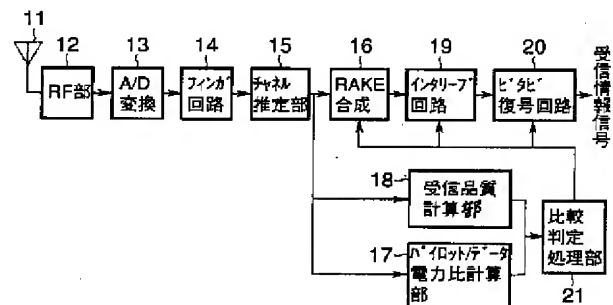 11
12
RF部
13
A/D
変換
14
フィンガ
回路
15
チャネル
推定部
16
RAKE
合成
19
インタリーブ
回路
20
ビタビ
復号回路
受信情報信号
18
受信品質
計算部
17
パイロット/データ
電力比計算
部
比較
判定
処理部
21